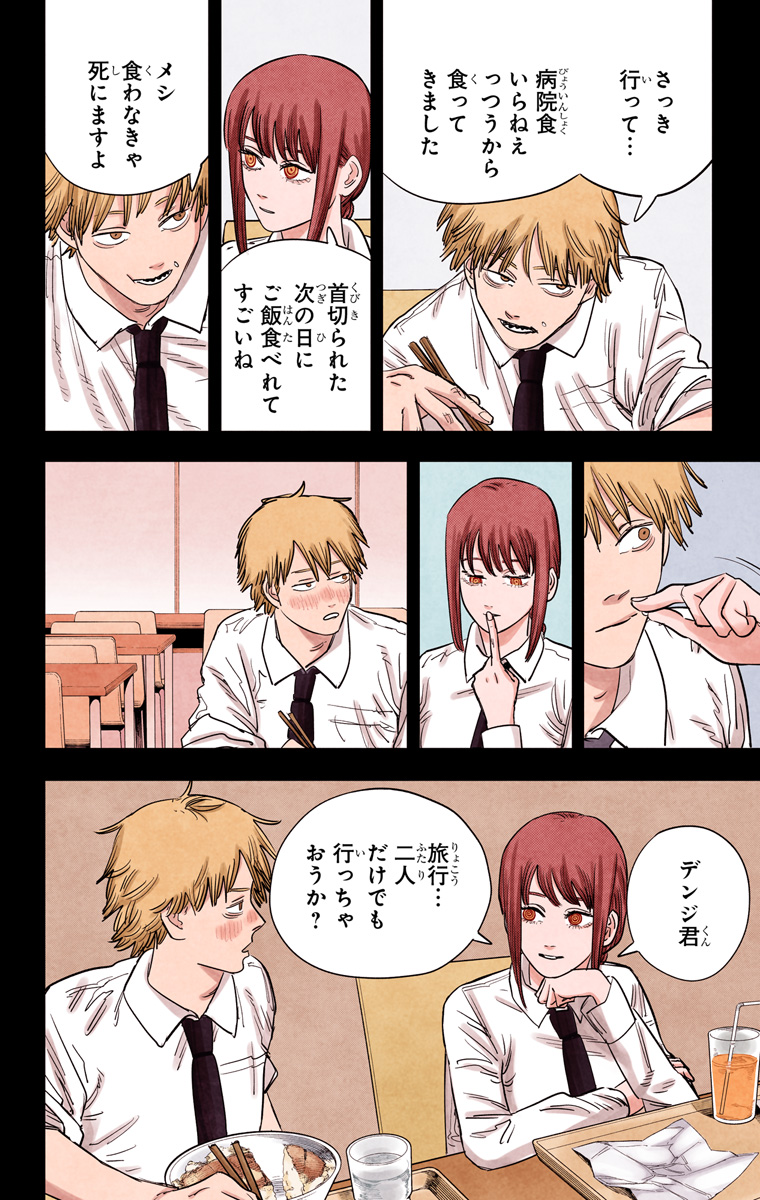 さっき
行って…
病院食
いらねえ
っつうから
食って
きました
首切られた
次の日に
ご飯食べれて
すごいね
メシ
食わなきゃ
死にますよ
デンジ君
旅行…
二人
だけでも
行っちゃ
おうか?